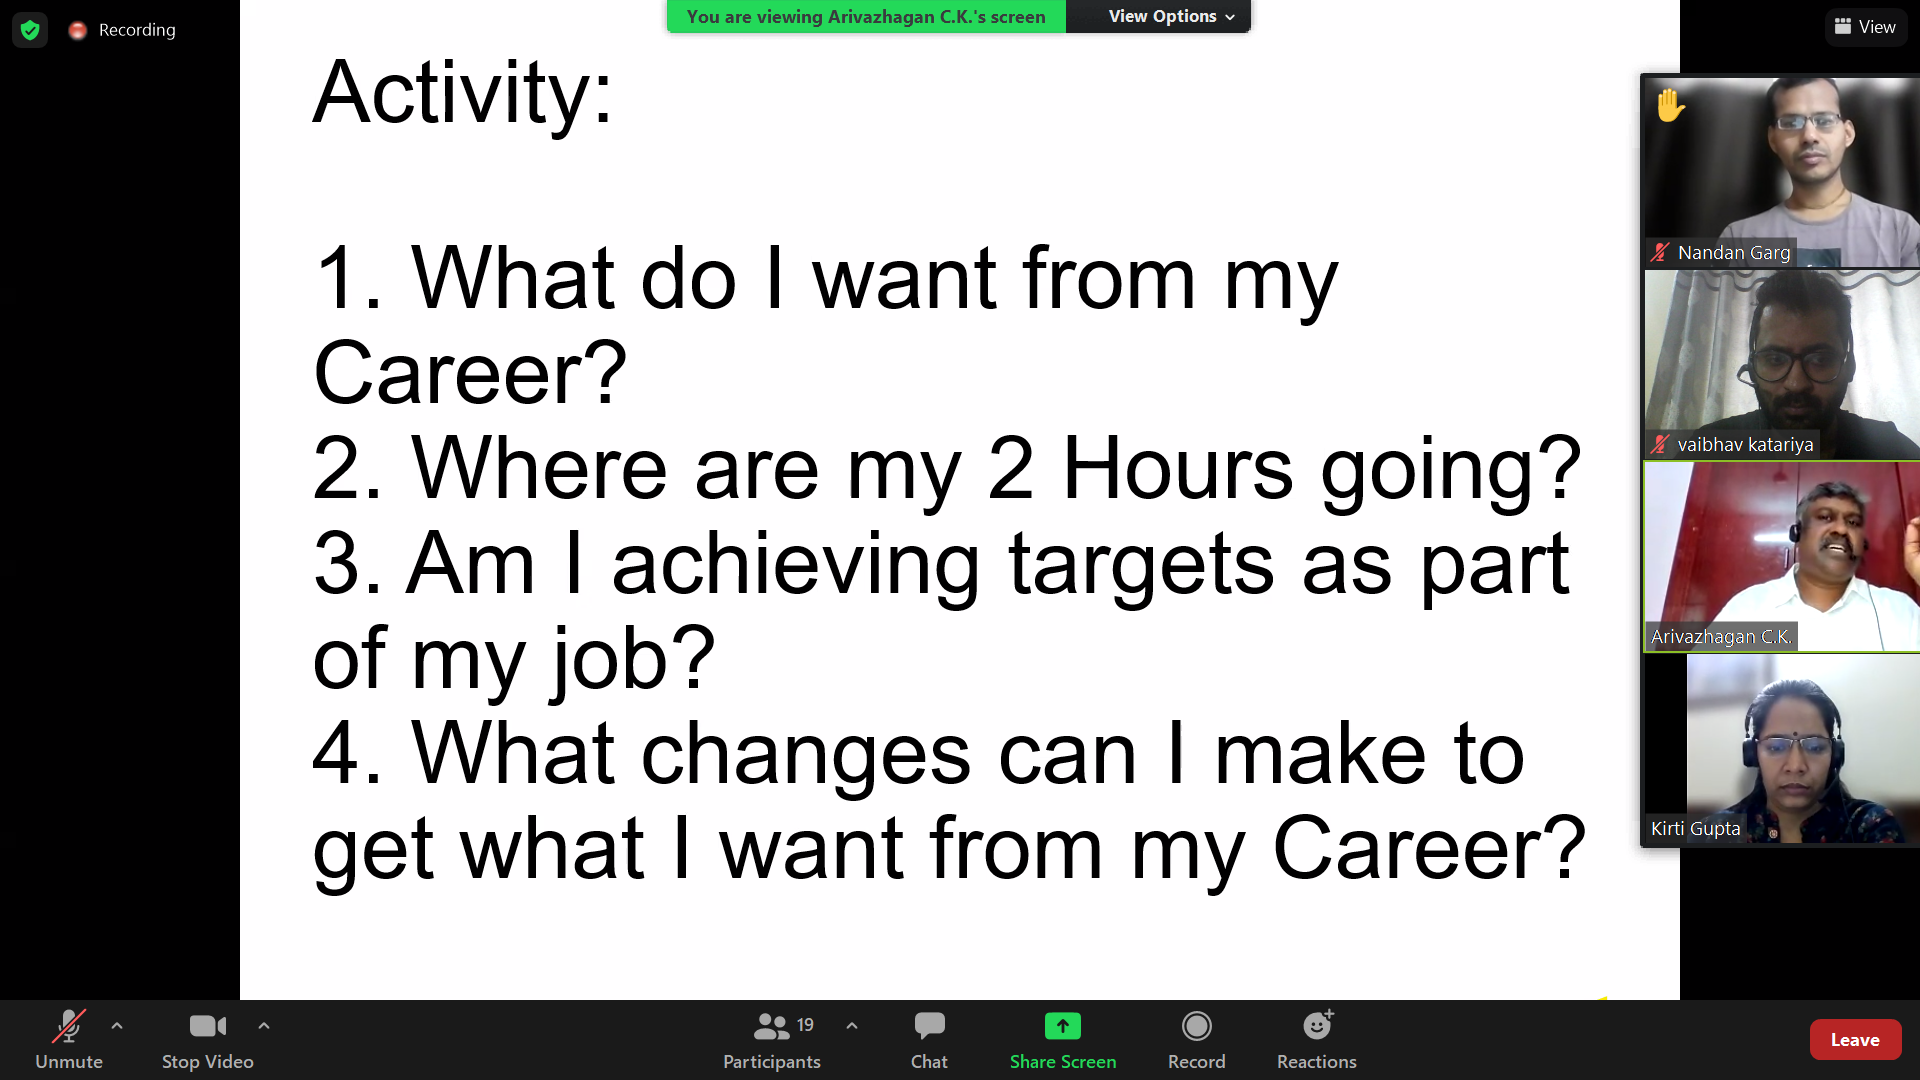 Recording
You are viewing Arivazhagan C.K.'s screen
View Options
View
Activity:
1. What do I want from my
Career?
2. Where are my 2 Hours going?
3. Am I achieving targets as part
of my job?
4. What changes can I make to
get what I want from my Career?
Nandan Garg
vaibhav katariya
Arivazhagan C.K.
Kirti Gupta
Unmute
Stop Video
19
Participants
Chat
Share Screen
Record
Reactions
Leave